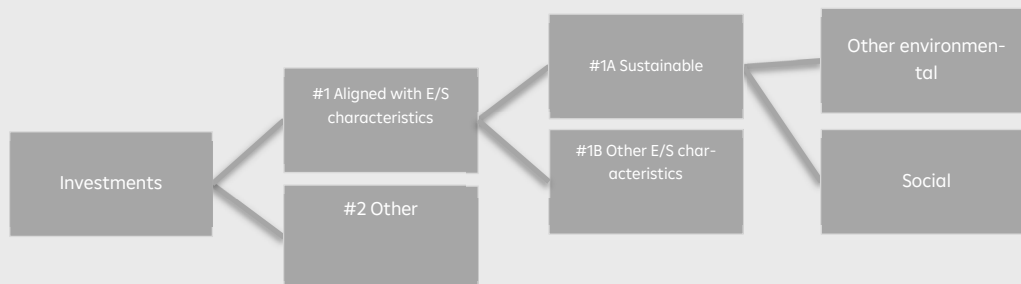 Investments
#1 Aligned with E/S
characteristics
#2 Other
#1A Sustainable
#1B Other E/S char-
acteristics
Other environmen-
tal
Social